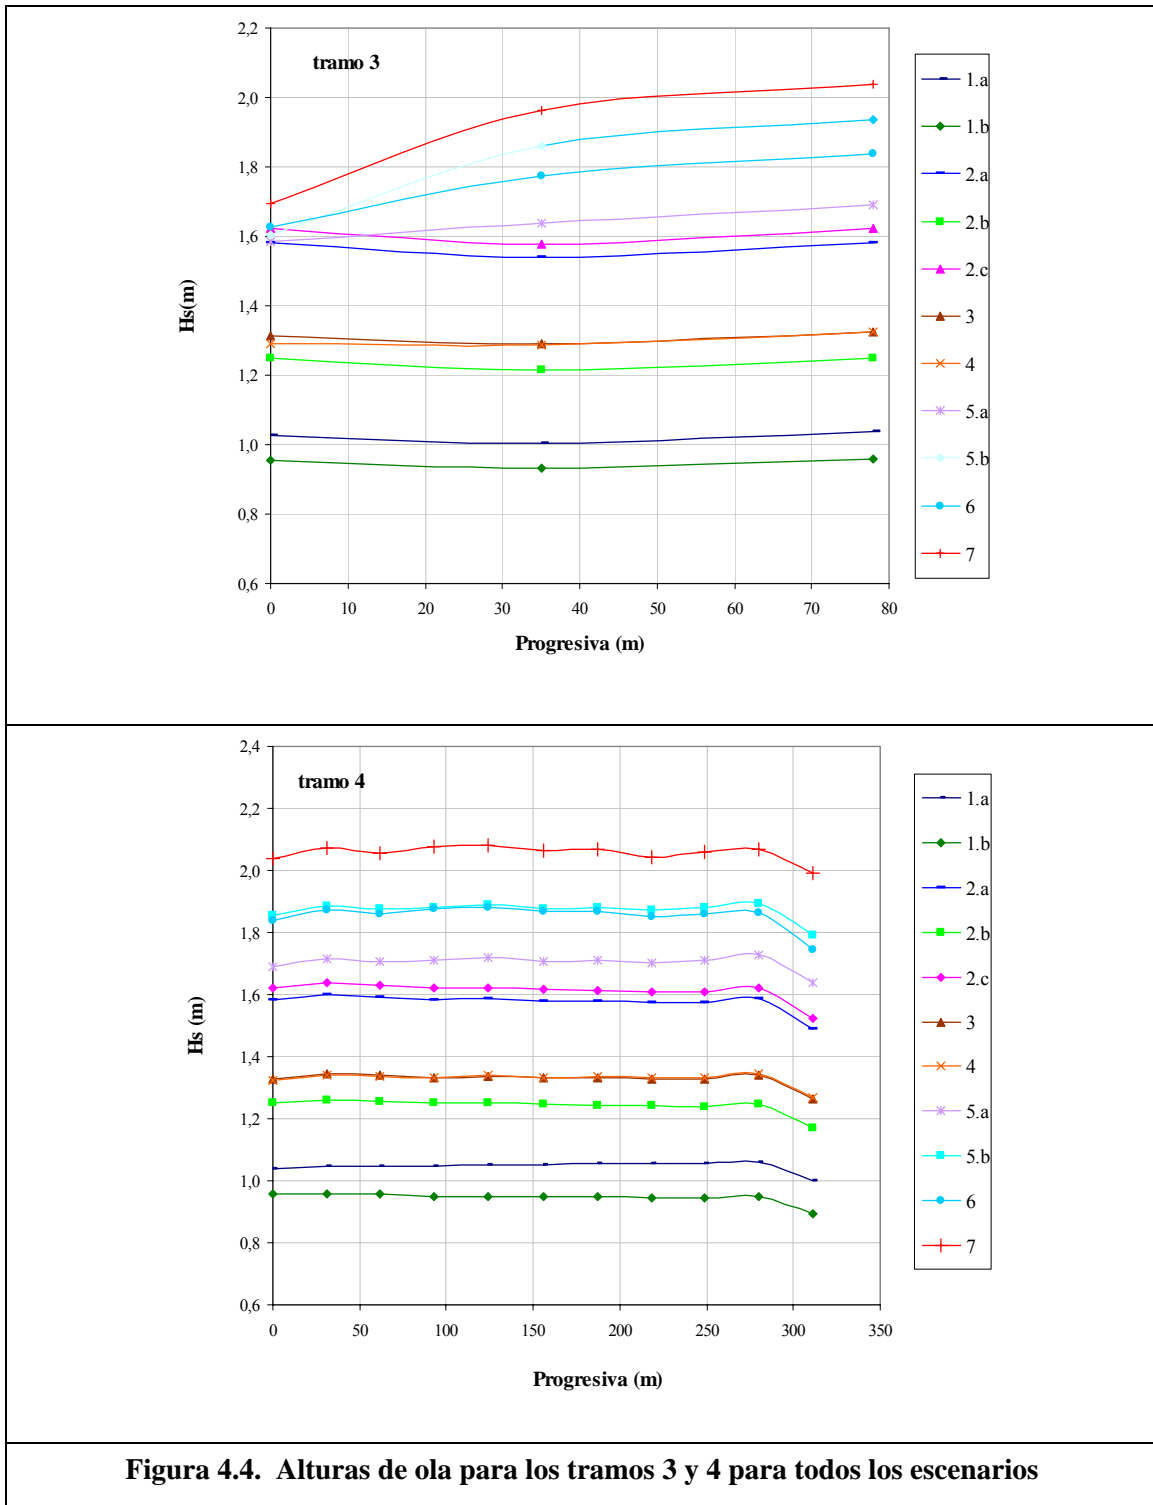 tramo 3
2,2
2,0
1,8
1,6
1,4
1,2
1,0
0,8
0,6
Hs(m)
0 10 20 30 40 50 60 70 80
Progresiva (m)
1.a
1.b
2.a
2.b
2.c
3
4
5.a
5.b
6
7
tramo 4
2,4
2,2
2,0
1,8
1,6
1,4
1,2
1,0
0,8
0,6
Hs (m)
0 50 100 150 200 250 300 350
Progresiva (m)
1.a
1.b
2.a
2.b
2.c
3
4
5.a
5.b
6
7
Figura 4.4. Alturas de ola para los tramos 3 y 4 para todos los escenarios